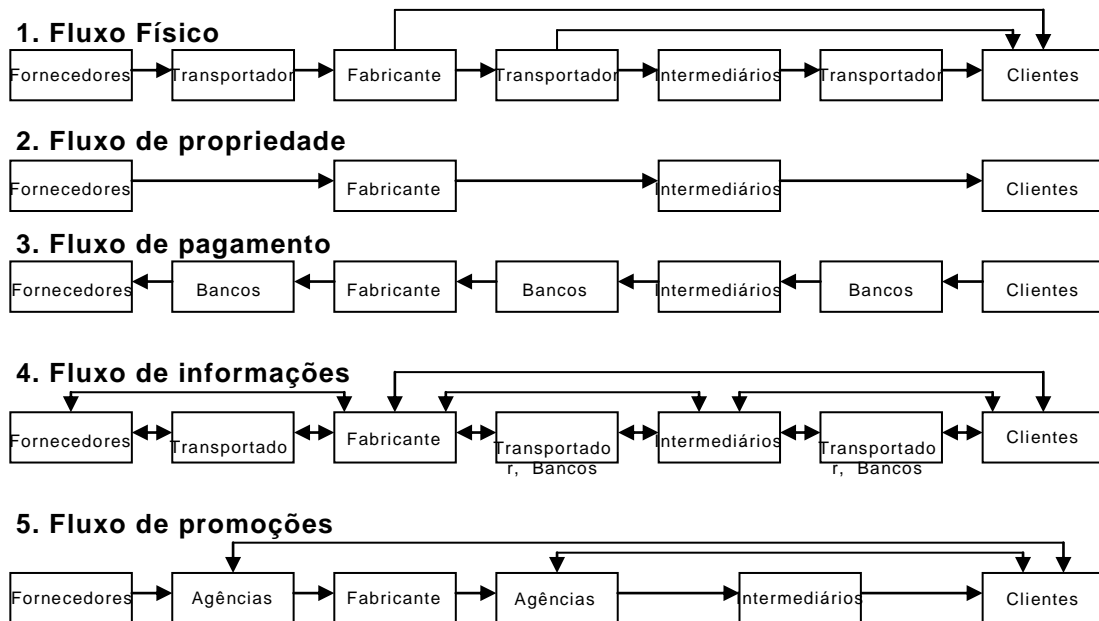 1. Fluxo Físico
Fornecedores Transportador Fabricante Transportador Intermediários Transportador Clientes
2. Fluxo de propriedade
Fornecedores Fabricante Intermediários Clientes
3. Fluxo de pagamento
Fornecedores Bancos Fabricante Bancos Intermediários Bancos Clientes
4. Fluxo de informações
Fornecedores Transportado Fabricante Transportador, Bancos Intermediários Transportador, Bancos Clientes
5. Fluxo de promoções
Fornecedores Agências Fabricante Agências Intermediários Clientes